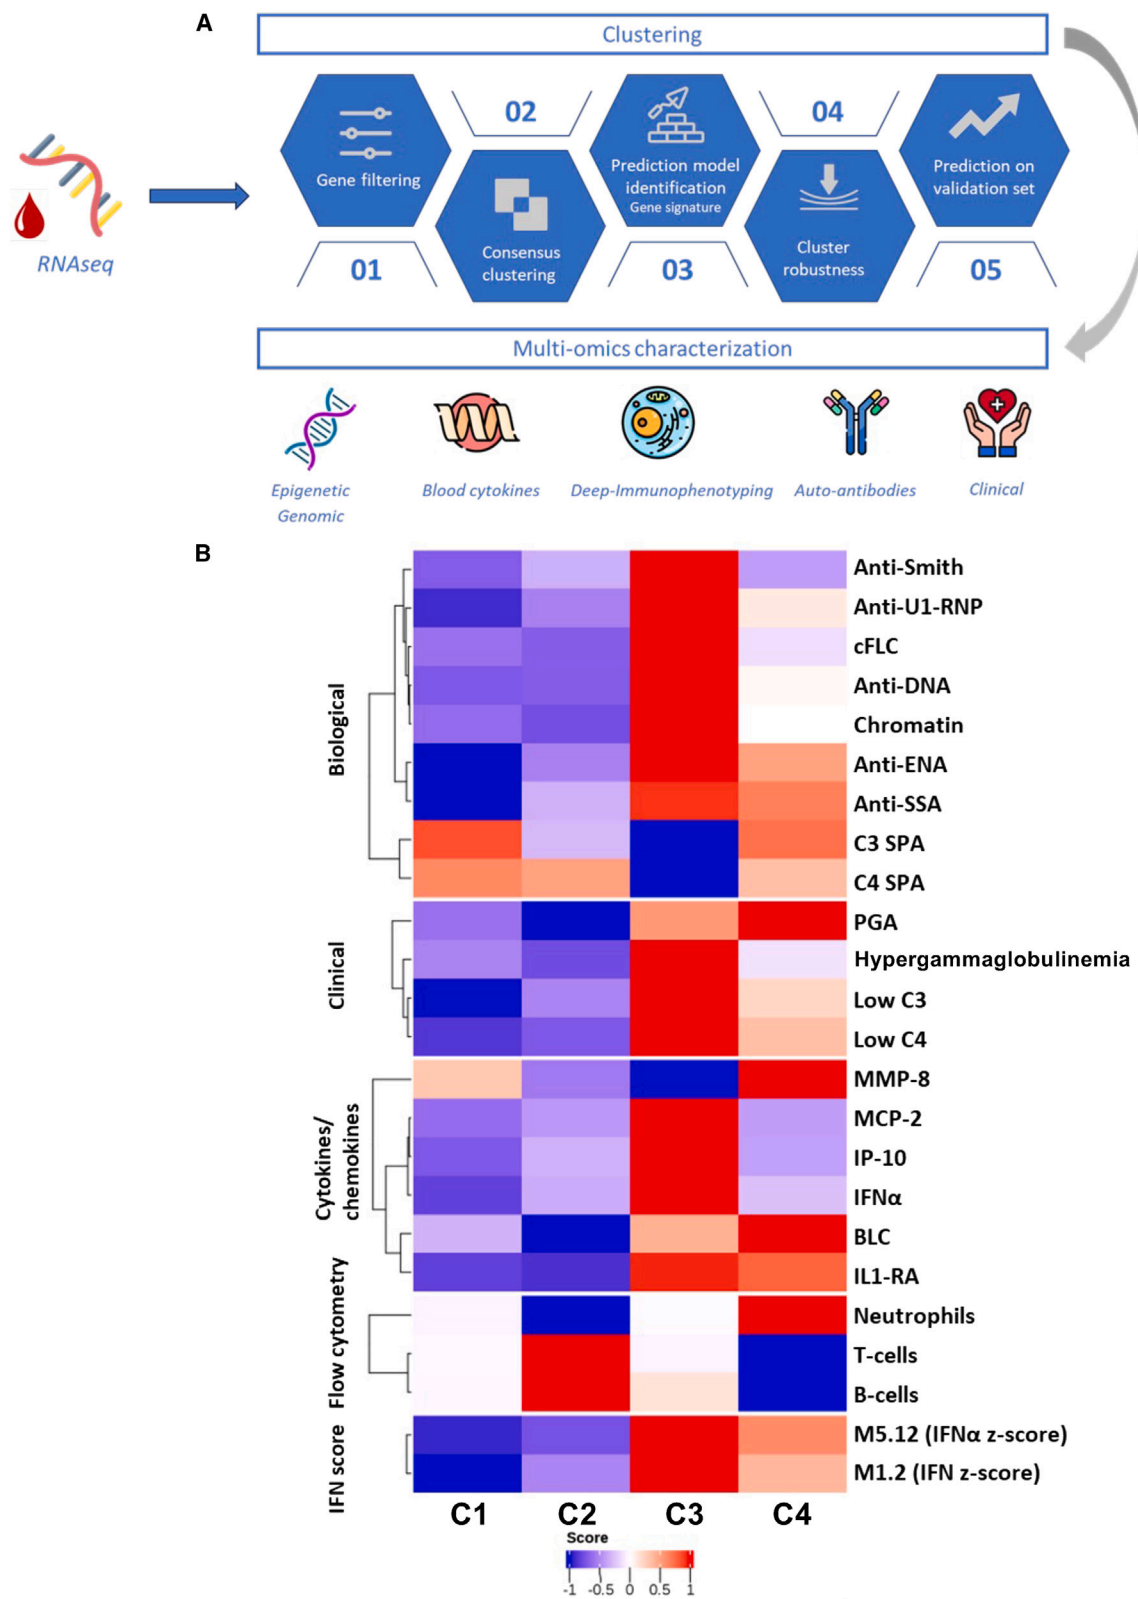 A
Clustering
RNAseq
Gene filtering
01
02
Consensus
clustering
Prediction model
identification
Gene signature
03
04
Cluster
robustness
Prediction on
validation set
05
Multi-omics characterization
Epigenetic
Genomic
Blood cytokines
Deep-Immunophenotyping
Auto-antibodies
Clinical
B
Biological
Anti-Smith
Anti-U1-RNP
cFLC
Anti-DNA
Chromatin
Anti-ENA
Anti-SSA
C3 SPA
C4 SPA
Clinical
PGA
Hypergammaglobulinemia
Low C3
Low C4
Cytokines/
chemokines
MMP-8
MCP-2
IP-10
IFNα
BLC
IL1-RA
Flow cytometry
Neutrophils
T-cells
B-cells
IFN score
M5.12 (IFNα z-score)
M1.2 (IFN z-score)
C1 C2 C3 C4
Score
-1 -0.5 0 0.5 1